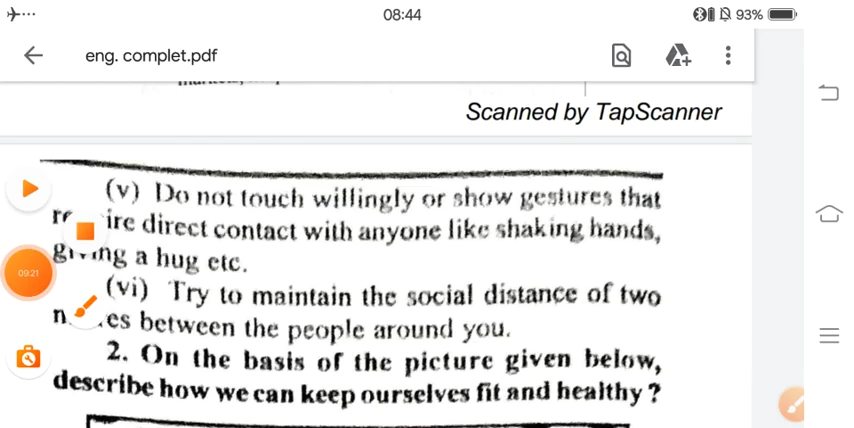 08:44
93%
eng. complet.pdf
Scanned by TapScanner
(v) Do not touch willingly or show gestures that
ire direct contact with anyone like shaking hands,
a hug etc.
09:21
(vi) Try to maintain the social distance of two
between the people around you.
2. On the basis of the picture given below,
describe how we can keep ourselves fit and healthy ?